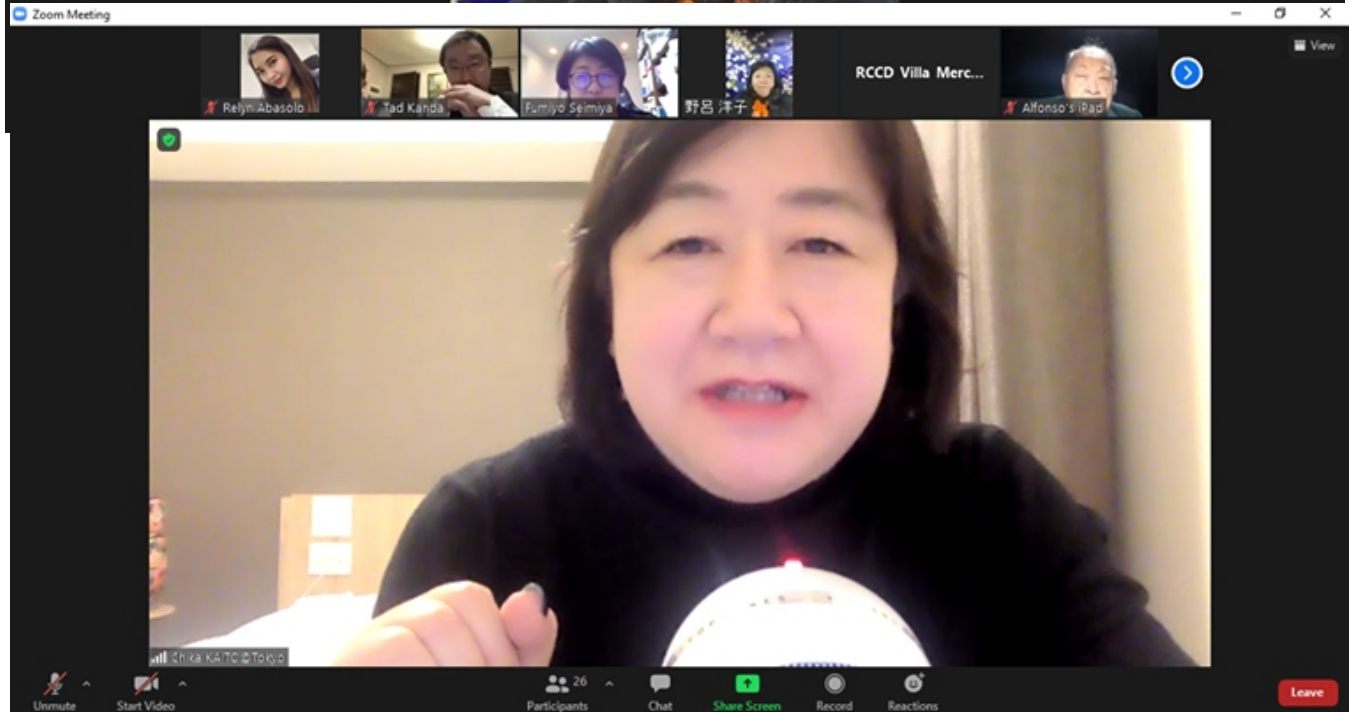 Zoom Meeting
View
Relyn Abasolo
Tad Kanda
Fumiyo Seimiya
野呂 洋子
RCCD Villa Merc...
Alfonso's iPad
Chika KAITO@Tokyo
Unmute
Start Video
26
Participants
Chat
Share Screen
Record
Reactions
Leave